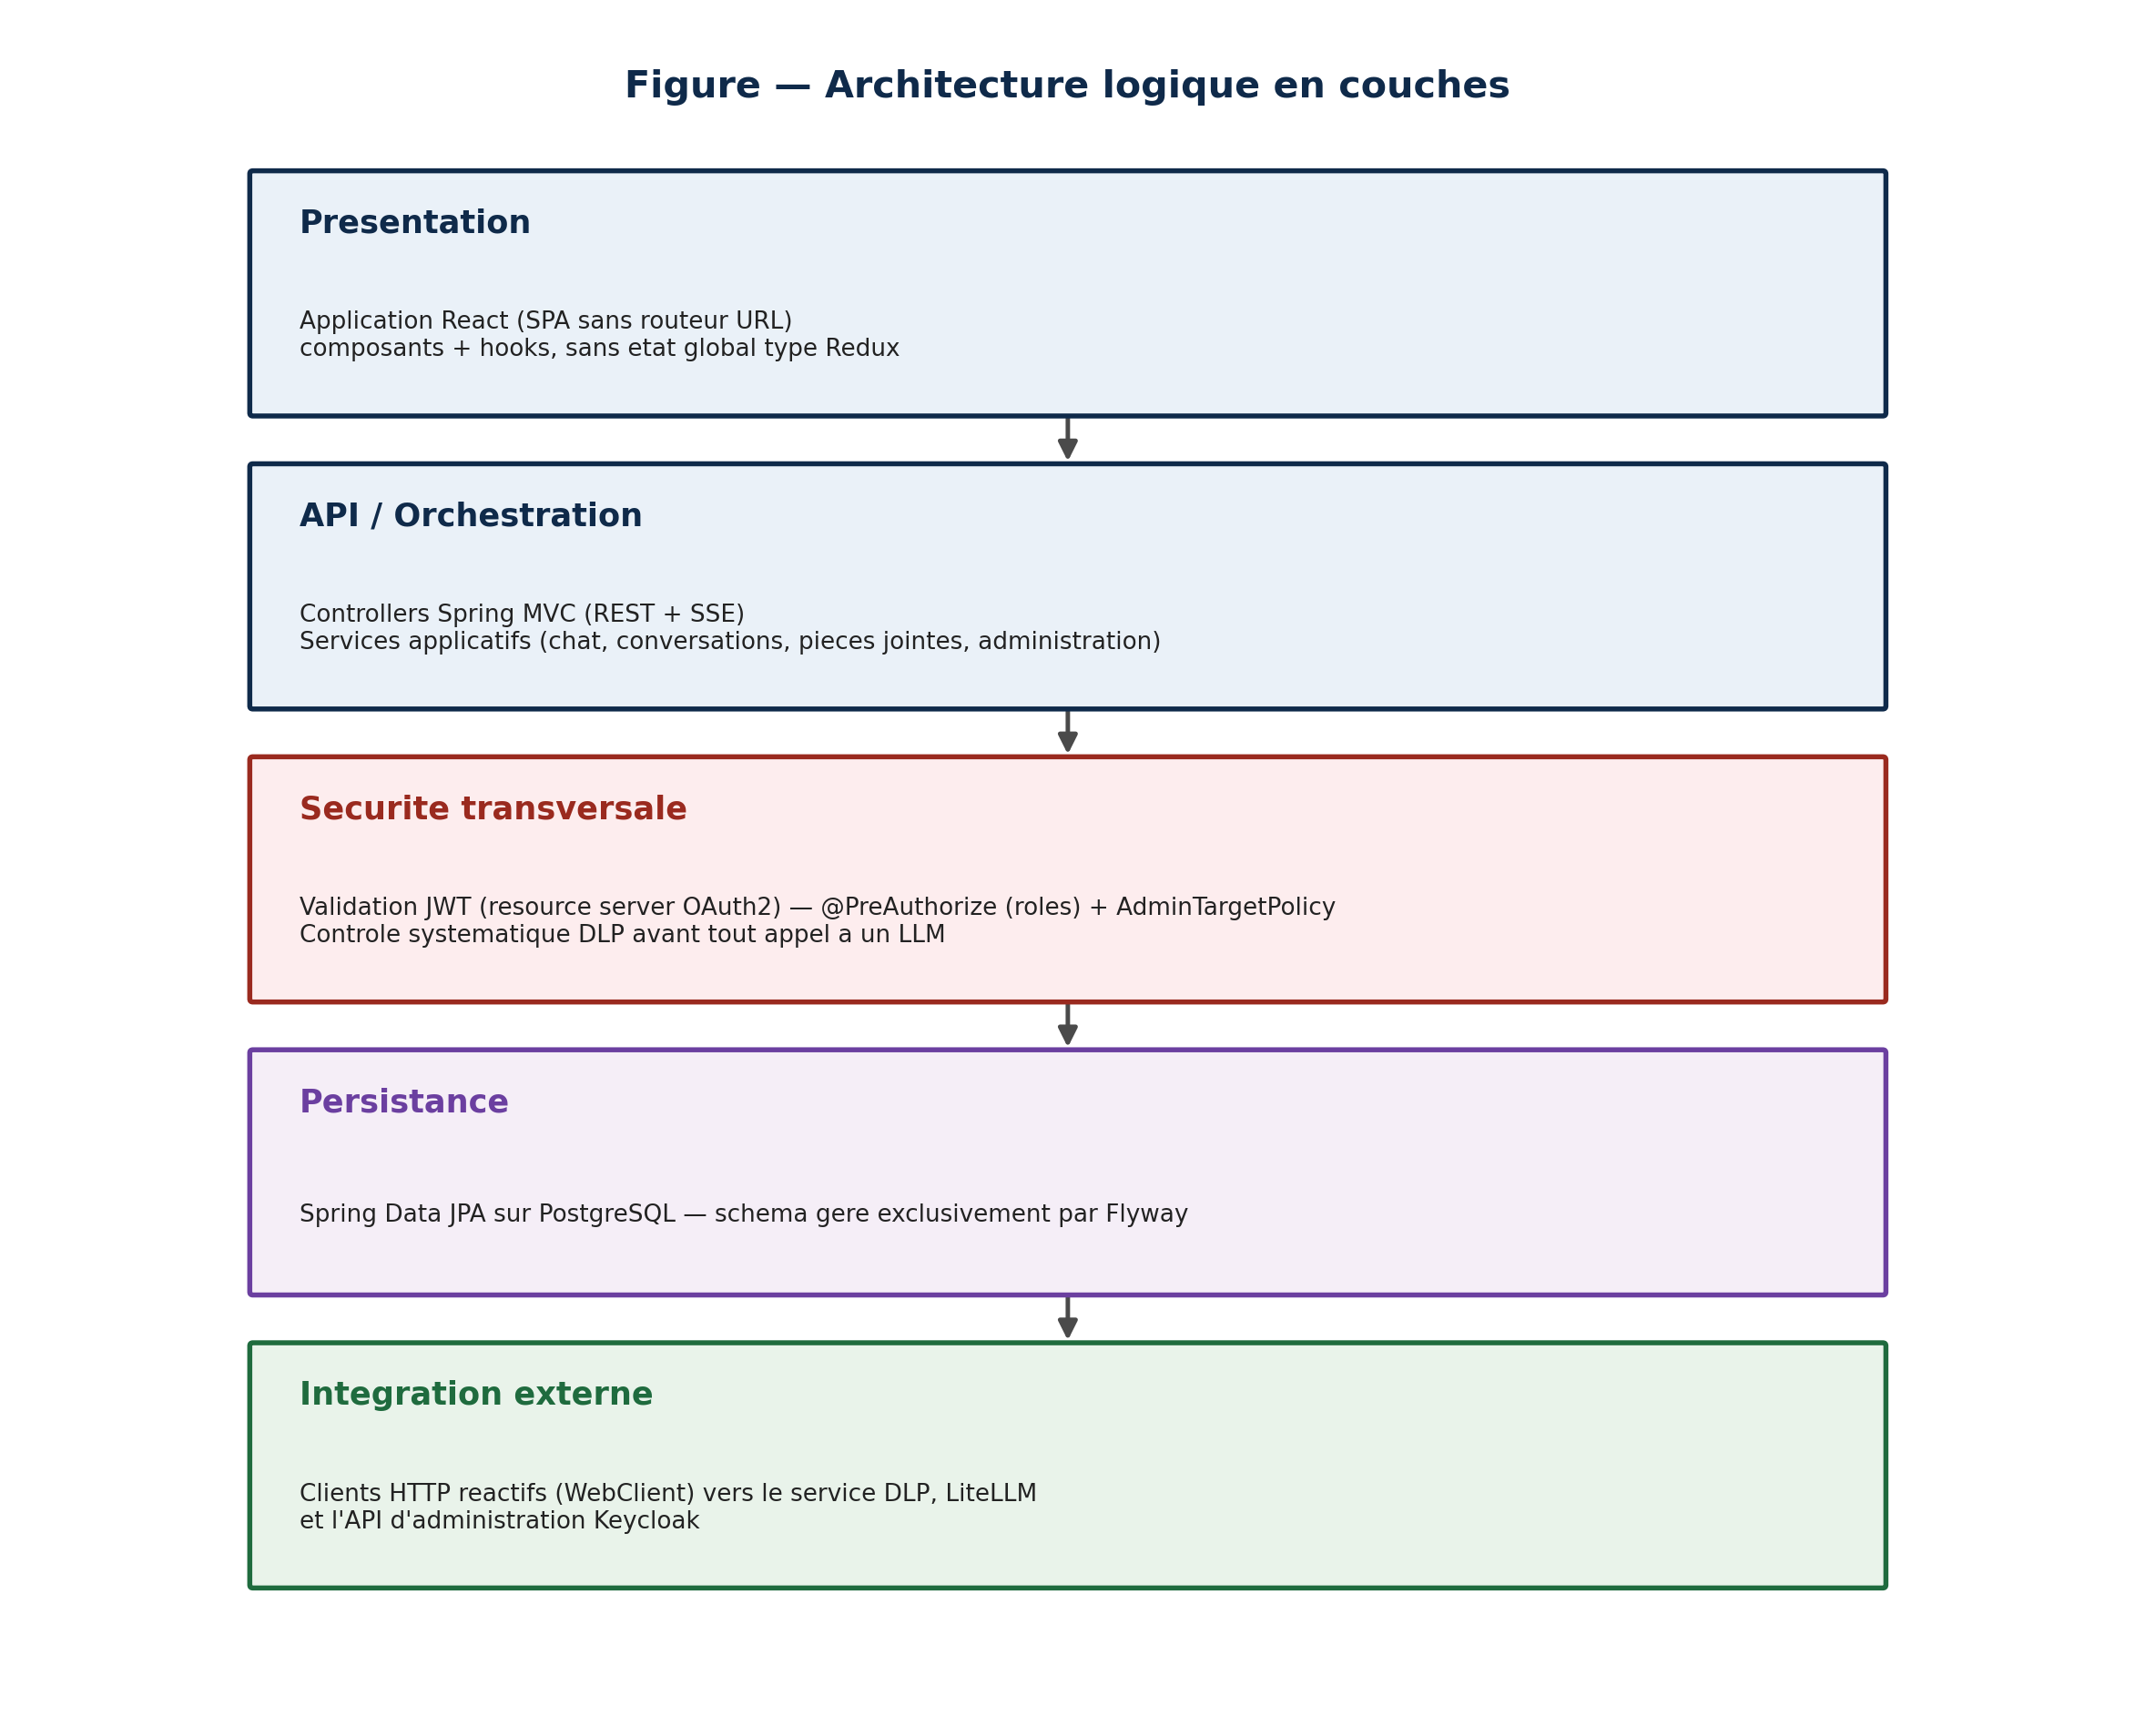 Figure — Architecture logique en couches
Presentation
Application React (SPA sans routeur URL)
composants + hooks, sans etat global type Redux
API / Orchestration
Controllers Spring MVC (REST + SSE)
Services applicatifs (chat, conversations, pieces jointes, administration)
Securite transversale
Validation JWT (resource server OAuth2) — @PreAuthorize (roles) + AdminTargetPolicy
Controle systematique DLP avant tout appel a un LLM
Persistance
Spring Data JPA sur PostgreSQL — schema gere exclusivement par Flyway
Integration externe
Clients HTTP reactifs (WebClient) vers le service DLP, LiteLLM
et l'API d'administration Keycloak